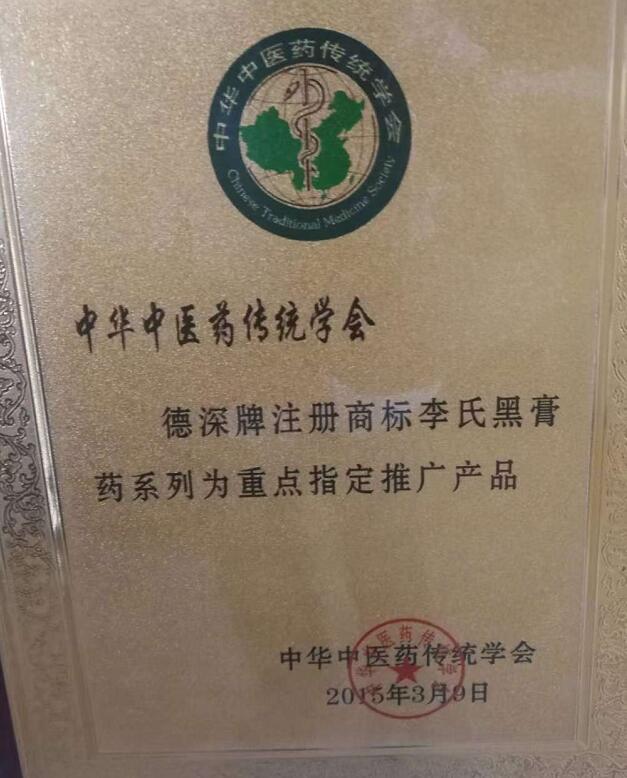 中华中医药传统学会
Chinese Traditional Medicine Society
中华中医药传统学会
德深牌注册商标李氏黑膏
药系列为重点指定推广产品
中华中医药传统学会
2015年3月9日